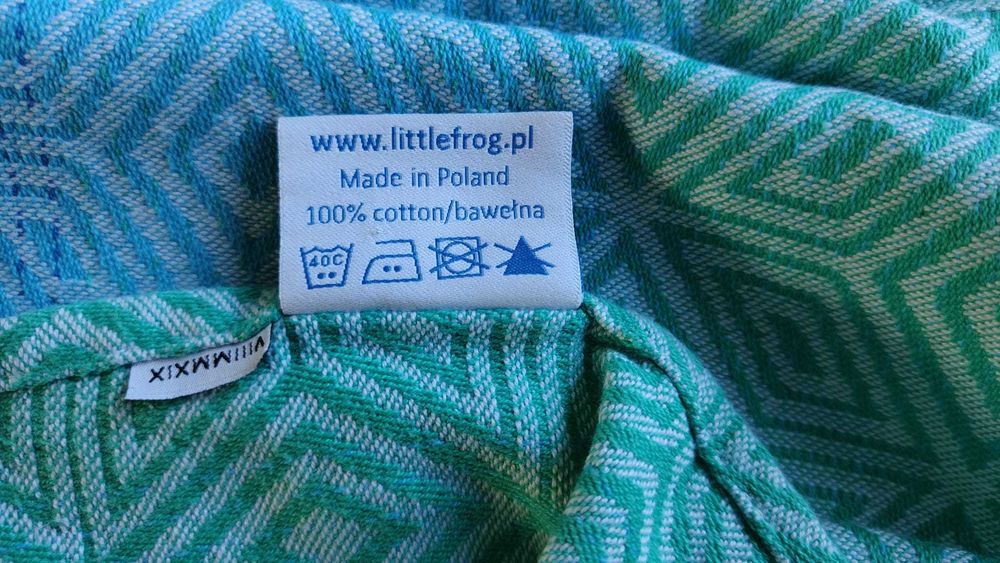 www.littlefrog.pl
Made in Poland
100% cotton/bawełna
40C
VIIIMMXIX